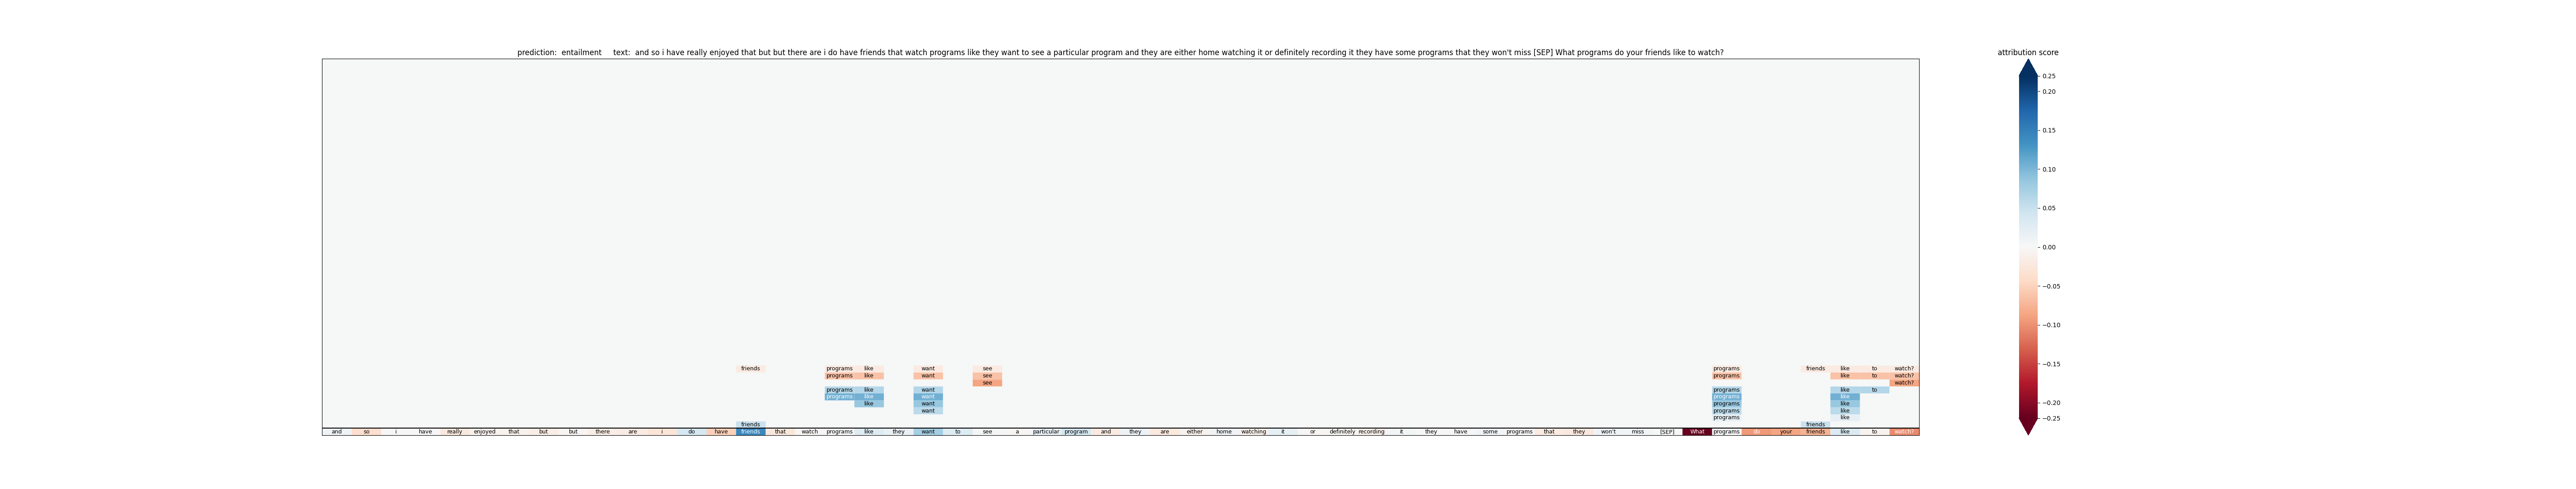 prediction:  entailment     text:  and so i have really enjoyed that but but there are i do have friends that watch programs like they want to see a particular program and they are either home watching it or definitely recording it they have some programs that they won't miss [SEP] What programs do your friends like to watch?
attribution score
0.25
0.20
0.15
0.10
0.05
0.00
−0.05
−0.10
−0.15
−0.20
−0.25
friends programs like want see programs friends like to watch?
programs like want see programs like to watch?
see watch?
programs like want programs like to
programs like want programs like
like want programs like
want programs like
programs like
friends friends
and so i have really enjoyed that but but there are i do have friends that watch programs like they want to see a particular program and they are either home watching it or definitely recording it they have some programs that they won't miss [SEP] What programs do your friends like to watch?